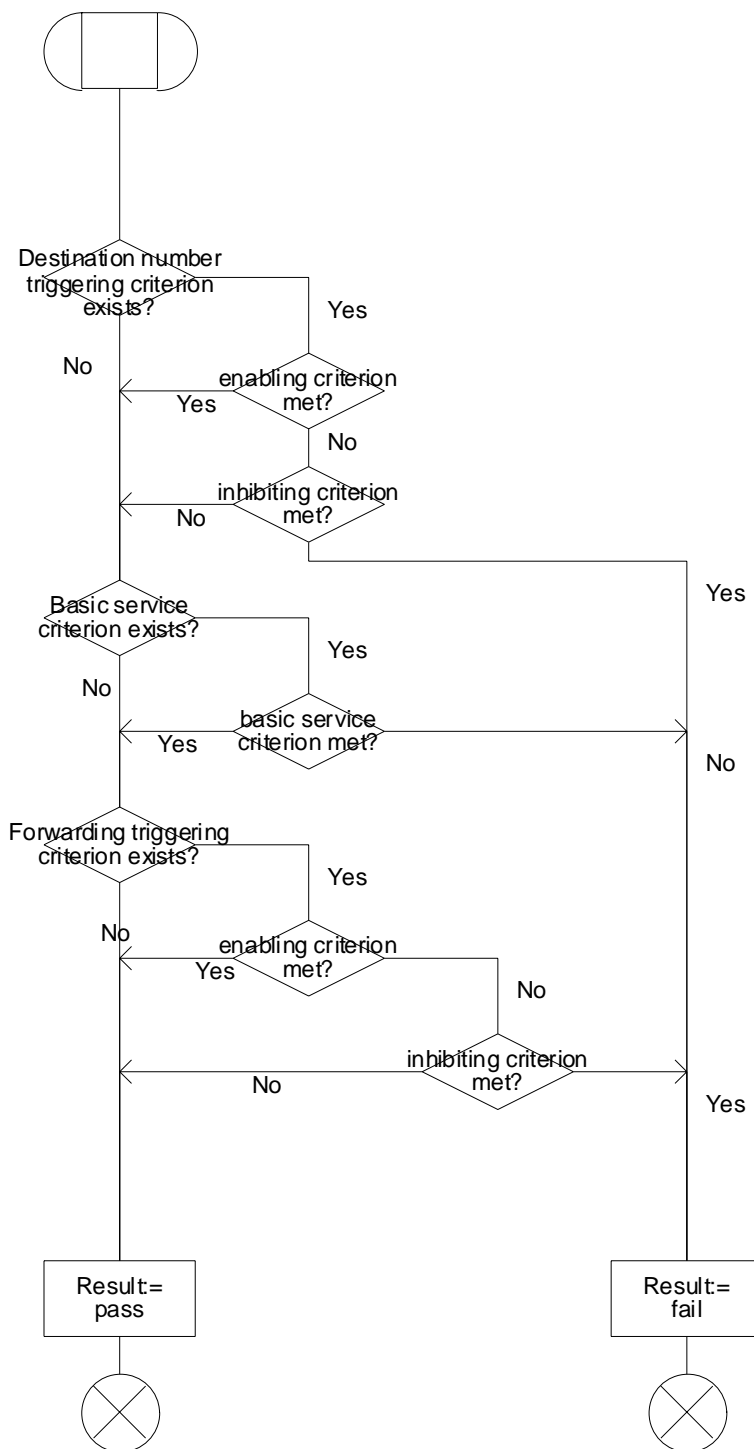 Destination number
triggering criterion
exists?
Yes
No
enabling criterion
met?
Yes
No
inhibiting criterion
met?
No
Yes
Basic service
criterion exists?
Yes
No
basic service
criterion met?
Yes
No
Forwarding triggering
criterion exists?
Yes
No
enabling criterion
met?
Yes
No
inhibiting criterion
met?
No
Yes
Result:=
pass
Result:=
fail